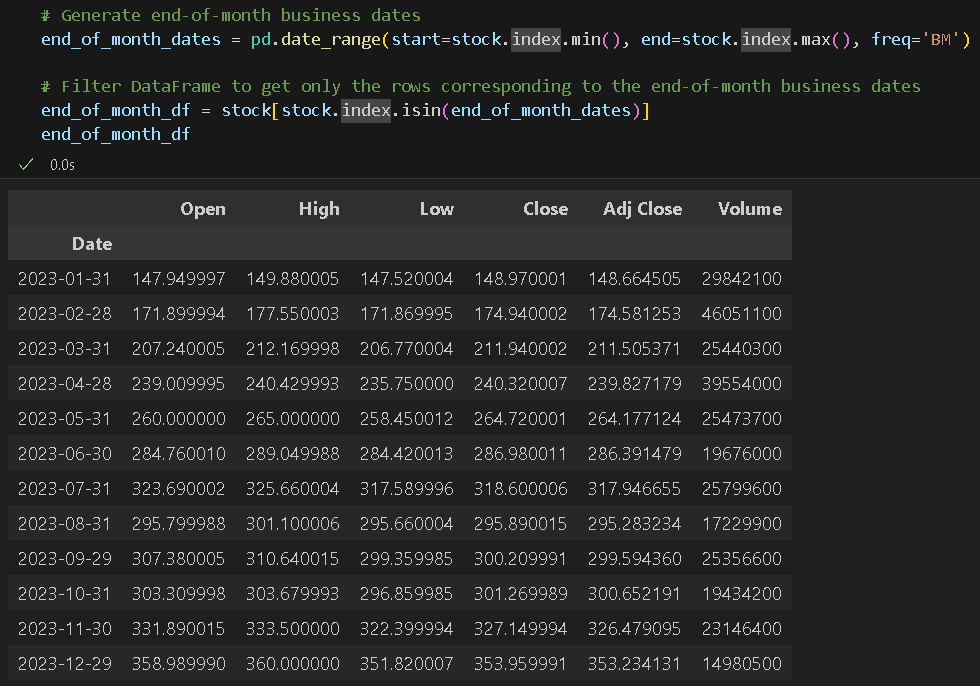 # Generate end-of-month business dates
end_of_month_dates = pd.date_range(start=stock.index.min(), end=stock.index.max(), freq='BM')
# Filter DataFrame to get only the rows corresponding to the end-of-month business dates
end_of_month_df = stock[stock.index.isin(end_of_month_dates)]
end_of_month_df
0.0s
Open High Low Close Adj Close Volume
Date
2023-01-31 147.949997 149.880005 147.520004 148.970001 148.664505 29842100
2023-02-28 171.899994 177.550003 171.869995 174.940002 174.581253 46051100
2023-03-31 207.240005 212.169998 206.770004 211.940002 211.505371 25440300
2023-04-28 239.009995 240.429993 235.750000 240.320007 239.827179 39554000
2023-05-31 260.000000 265.000000 258.450012 264.720001 264.177124 25473700
2023-06-30 284.760010 289.049988 284.420013 286.980011 286.391479 19676000
2023-07-31 323.690002 325.660004 317.589996 318.600006 317.946655 25799600
2023-08-31 295.799988 301.100006 295.660004 295.890015 295.283234 17229900
2023-09-29 307.380005 310.640015 299.359985 300.209991 299.594360 25356600
2023-10-31 303.309998 303.679993 296.859985 301.269989 300.652191 19434200
2023-11-30 331.890015 333.500000 322.399994 327.149994 326.479095 23146400
2023-12-29 358.989990 360.000000 351.820007 353.959991 353.234131 14980500